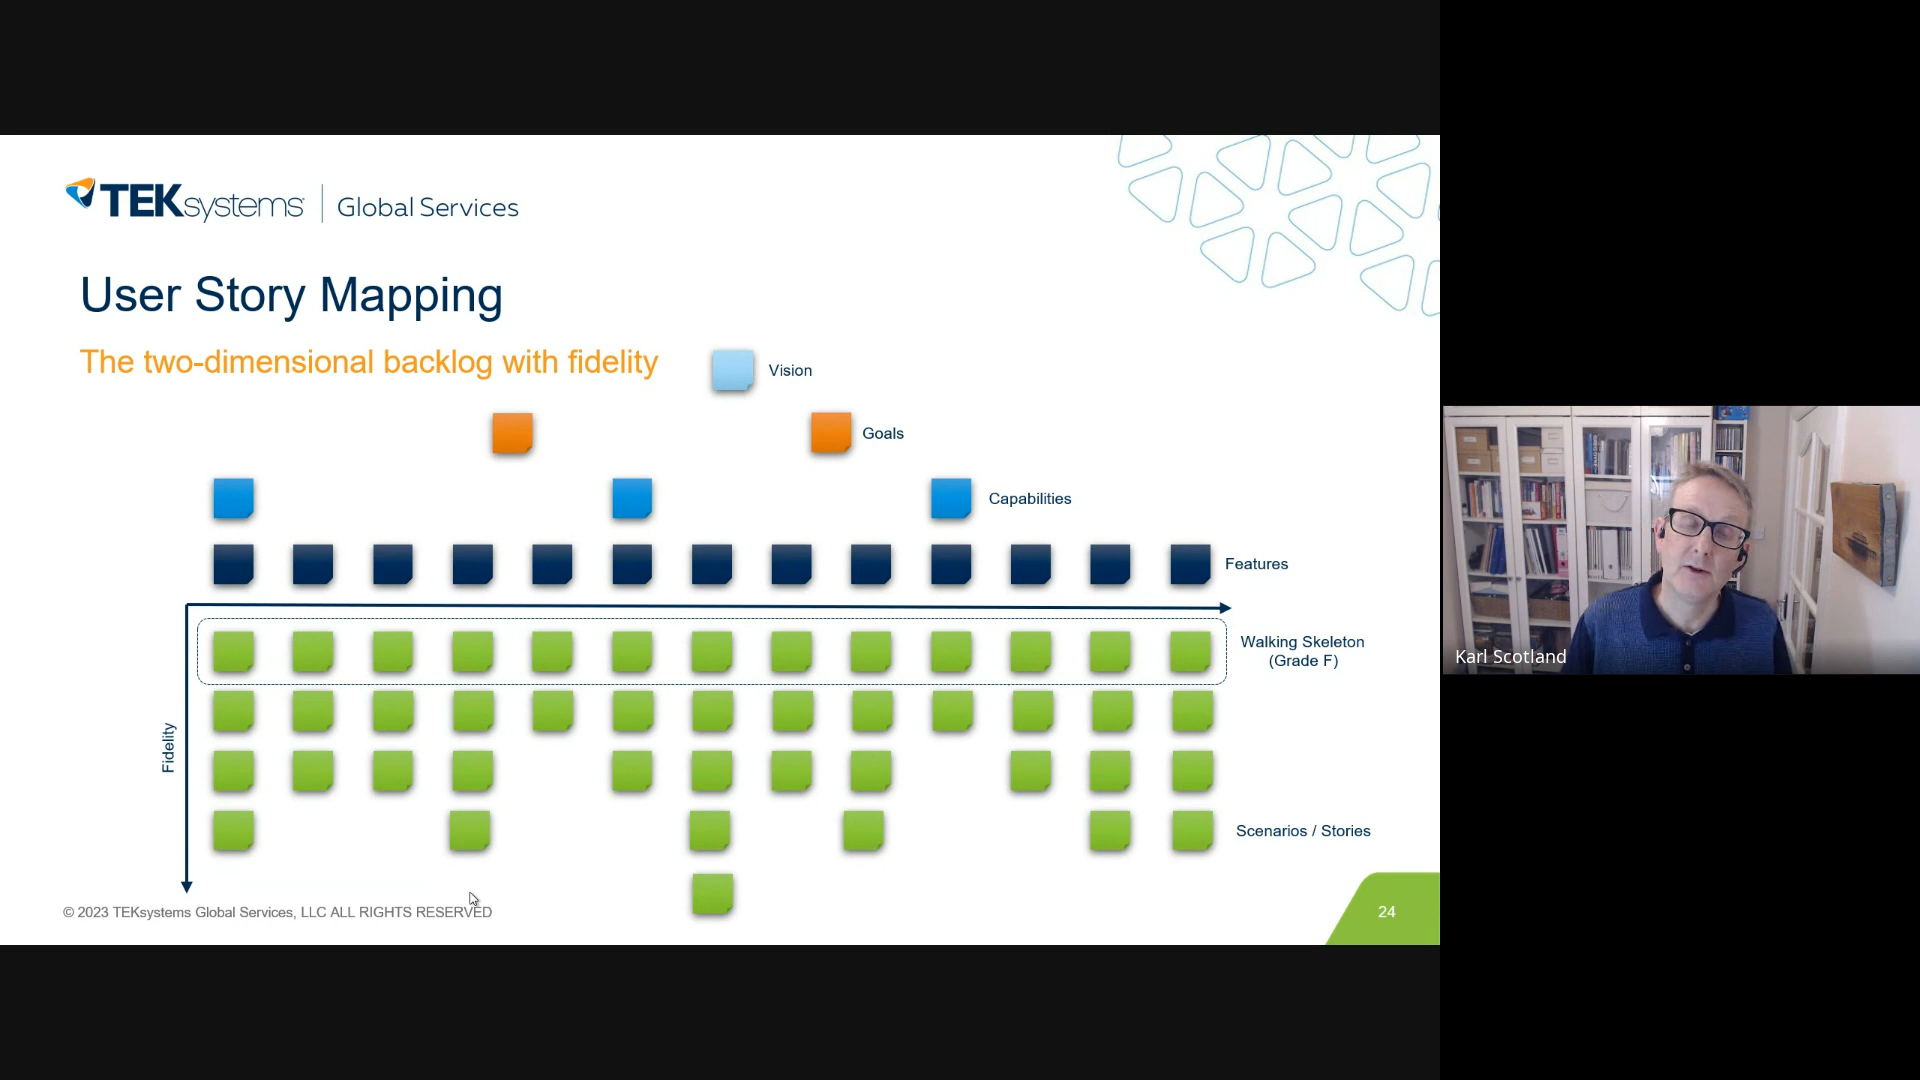 TEKsystems | Global Services
User Story Mapping
The two-dimensional backlog with fidelity
Vision
Goals
Capabilities
Features
Walking Skeleton
(Grade F)
Karl Scotland
Fidelity
Scenarios / Stories
© 2023 TEKsystems Global Services, LLC ALL RIGHTS RESERVED
24